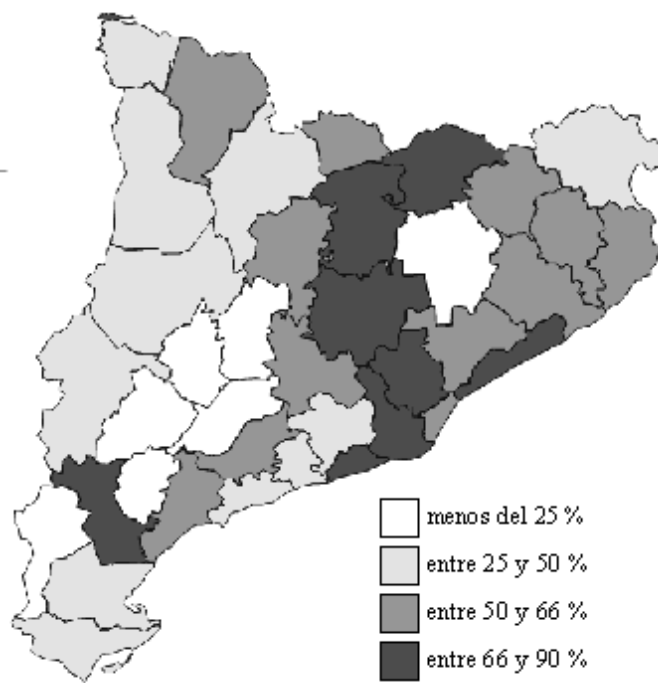 menos del 25 %
entre 25 y 50 %
entre 50 y 66 %
entre 66 y 90 %